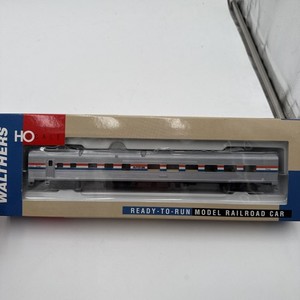 WALTHERS
HO
READY-TO-RUN MODEL RAILROAD CAR